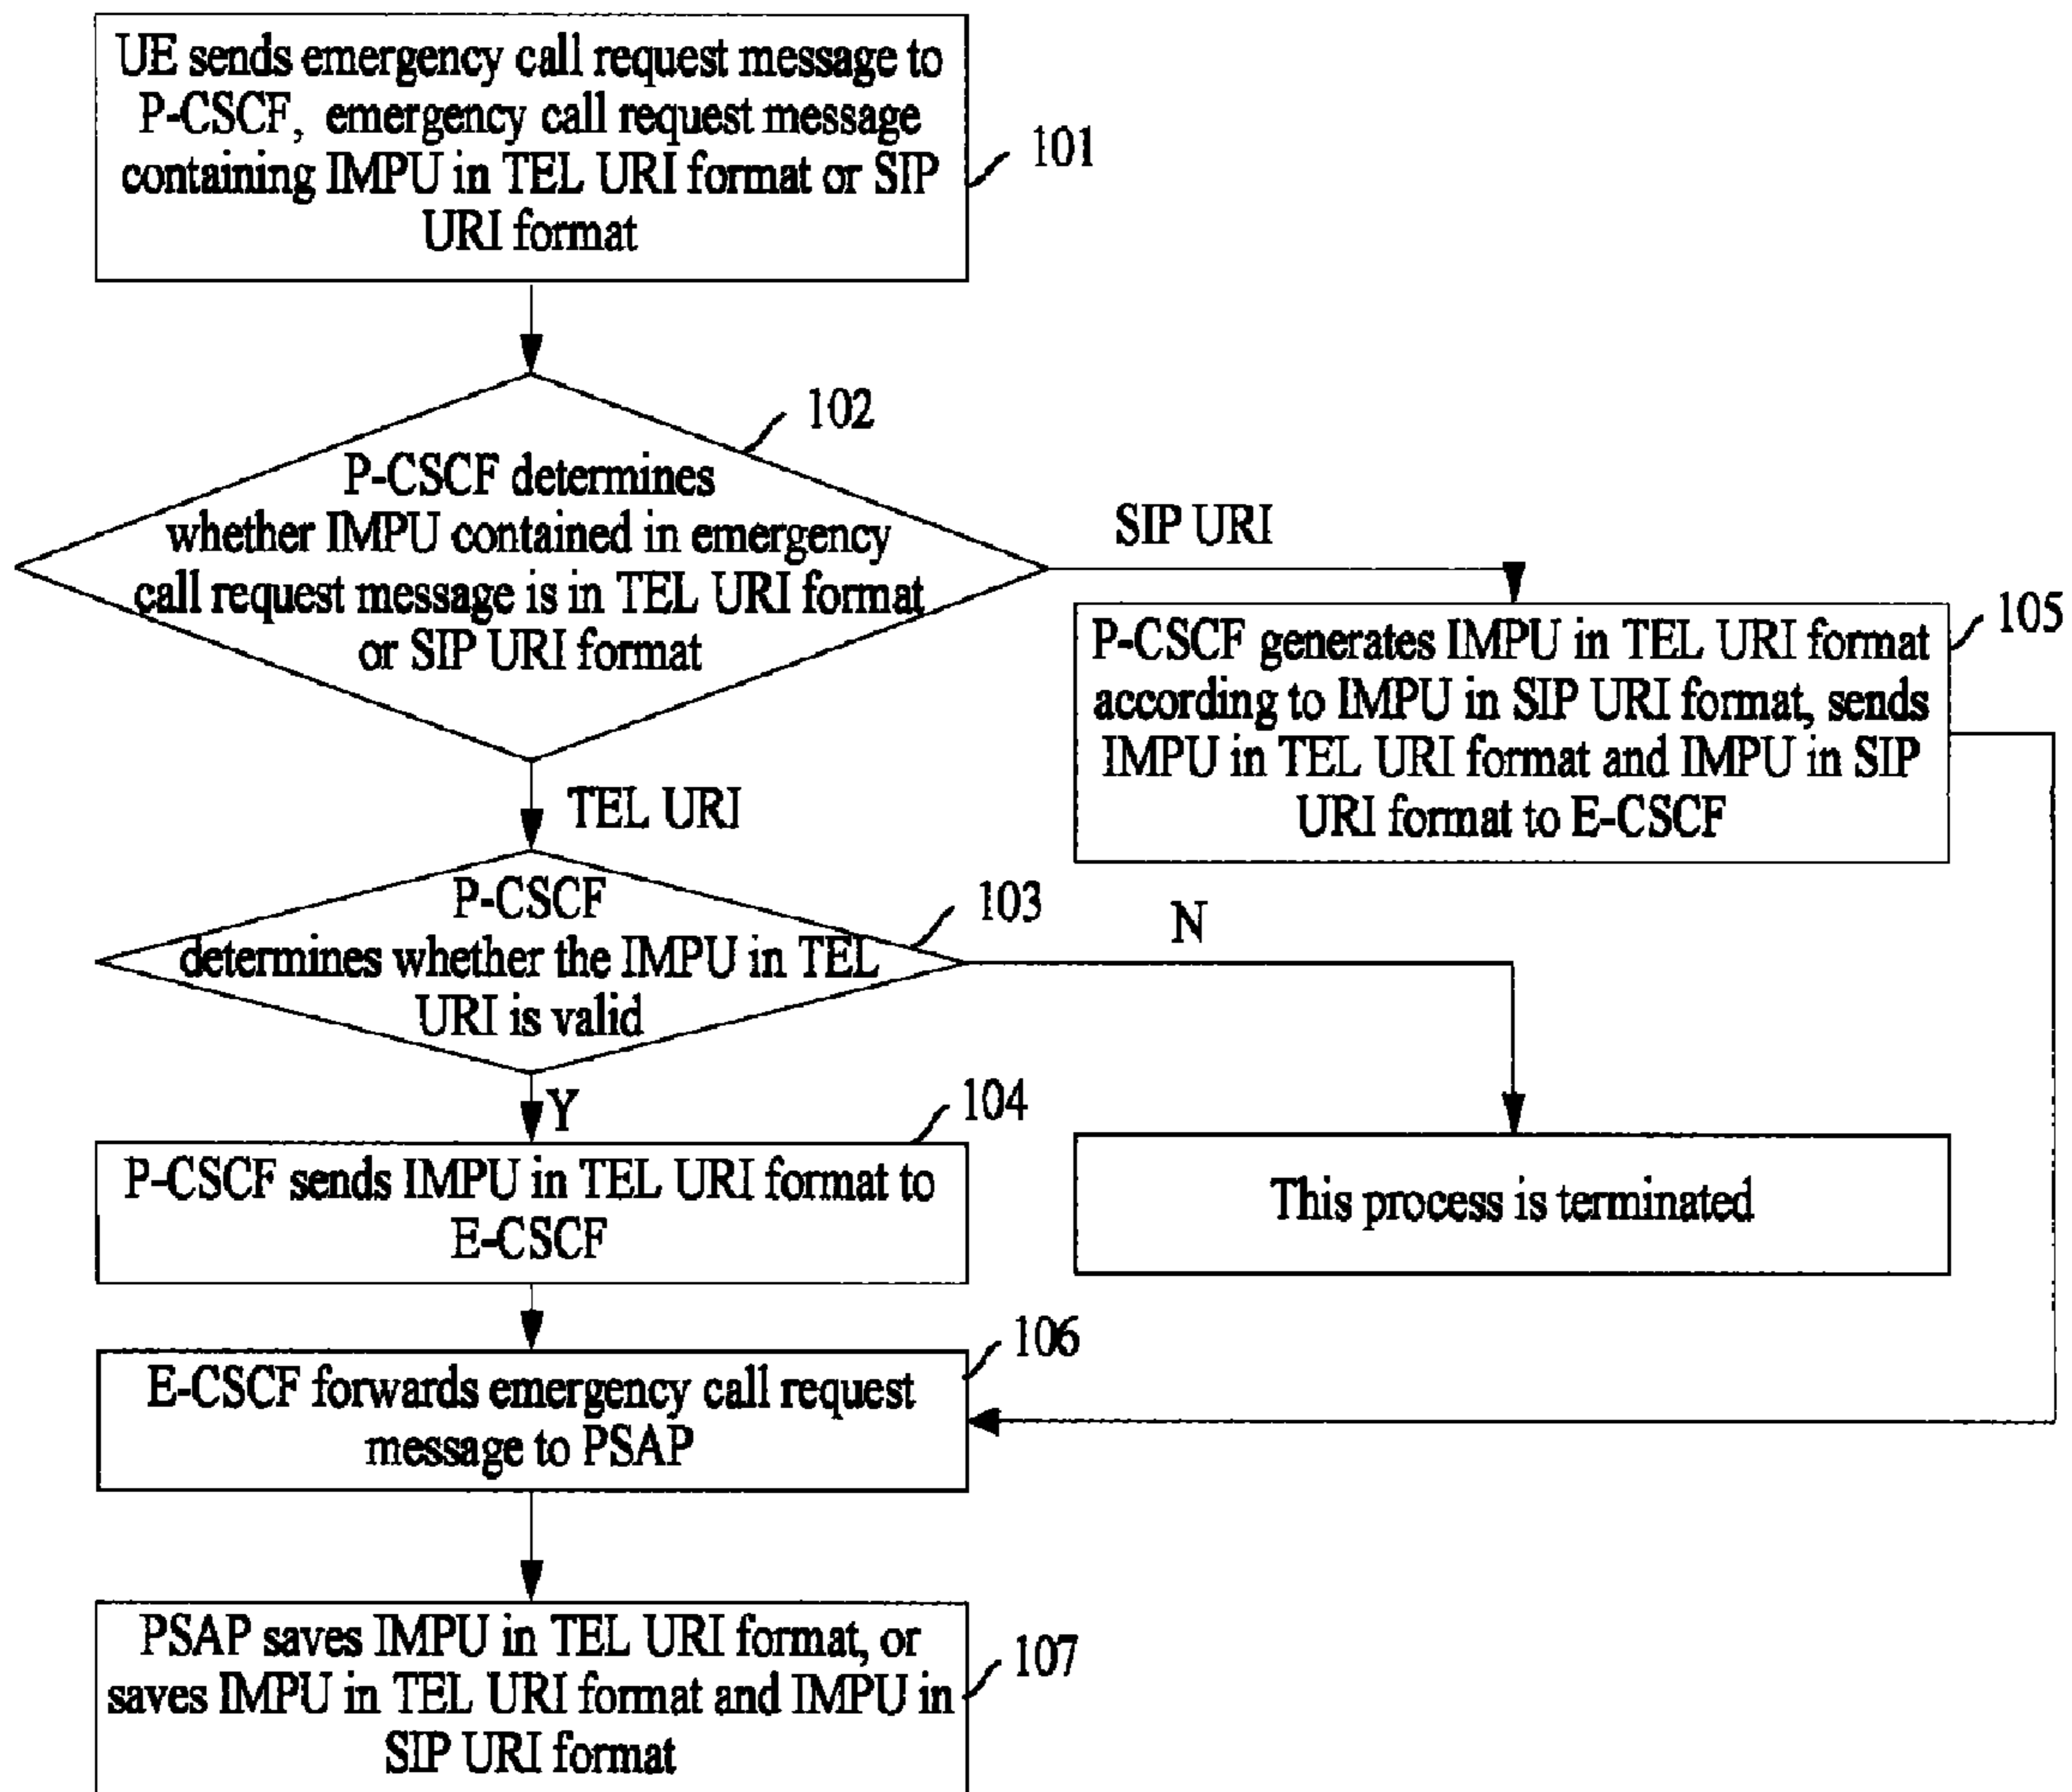 UE sends emergency call request message to
P-CSCF, emergency call request message
containing IMPU in TEL URI format or SIP
URI format
101
102
P-CSCF determines
whether IMPU contained in emergency
call request message is in TEL URI format
or SIP URI format
SIP URI
105
P-CSCF generates IMPU in TEL URI format
according to IMPU in SIP URI format, sends
IMPU in TEL URI format and IMPU in SIP
URI format to E-CSCF
TEL URI
103
P-CSCF
determines whether the IMPU in TEL
URI is valid
N
Y
104
P-CSCF sends IMPU in TEL URI format to
E-CSCF
This process is terminated
106
E-CSCF forwards emergency call request
message to PSAP
PSAP saves IMPU in TEL URI format, or
saves IMPU in TEL URI format and IMPU in
SIP URI format
107